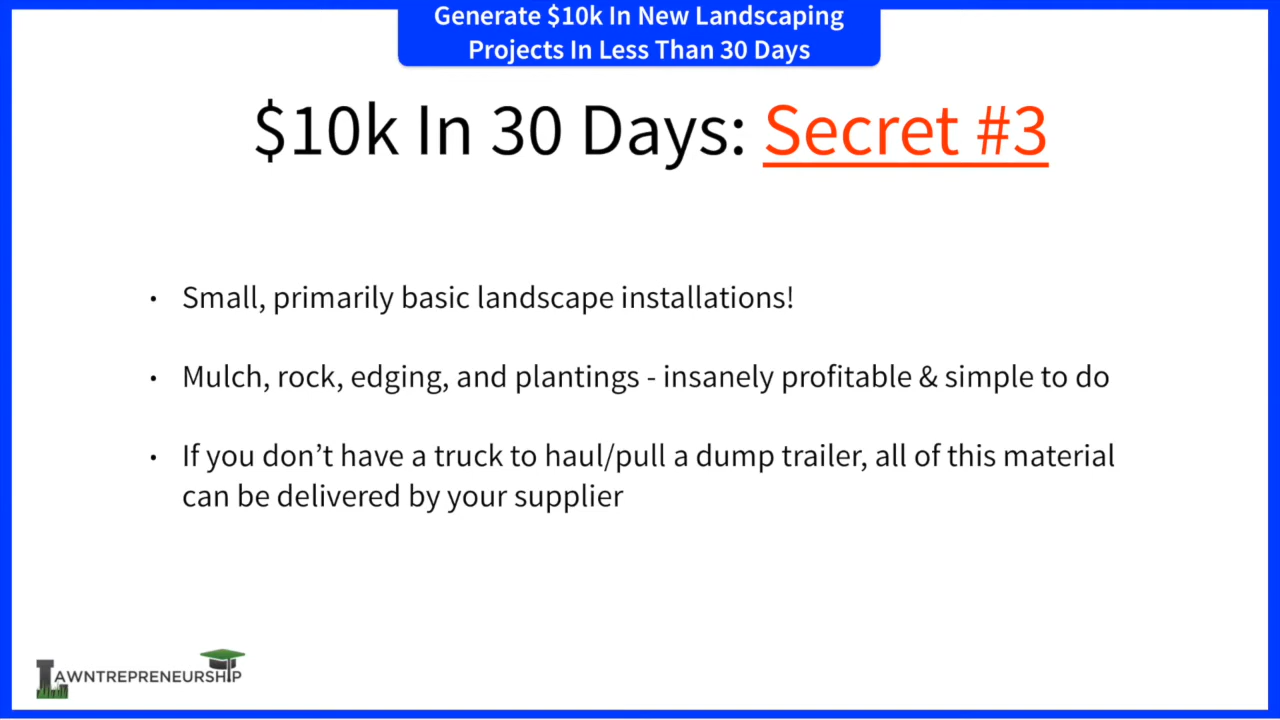 Generate $10k In New Landscaping
Projects In Less Than 30 Days
$10k In 30 Days: Secret #3
• Small, primarily basic landscape installations!
• Mulch, rock, edging, and plantings - insanely profitable & simple to do
• If you don’t have a truck to haul/pull a dump trailer, all of this material
can be delivered by your supplier
LAWNTREPRENEURSHIP